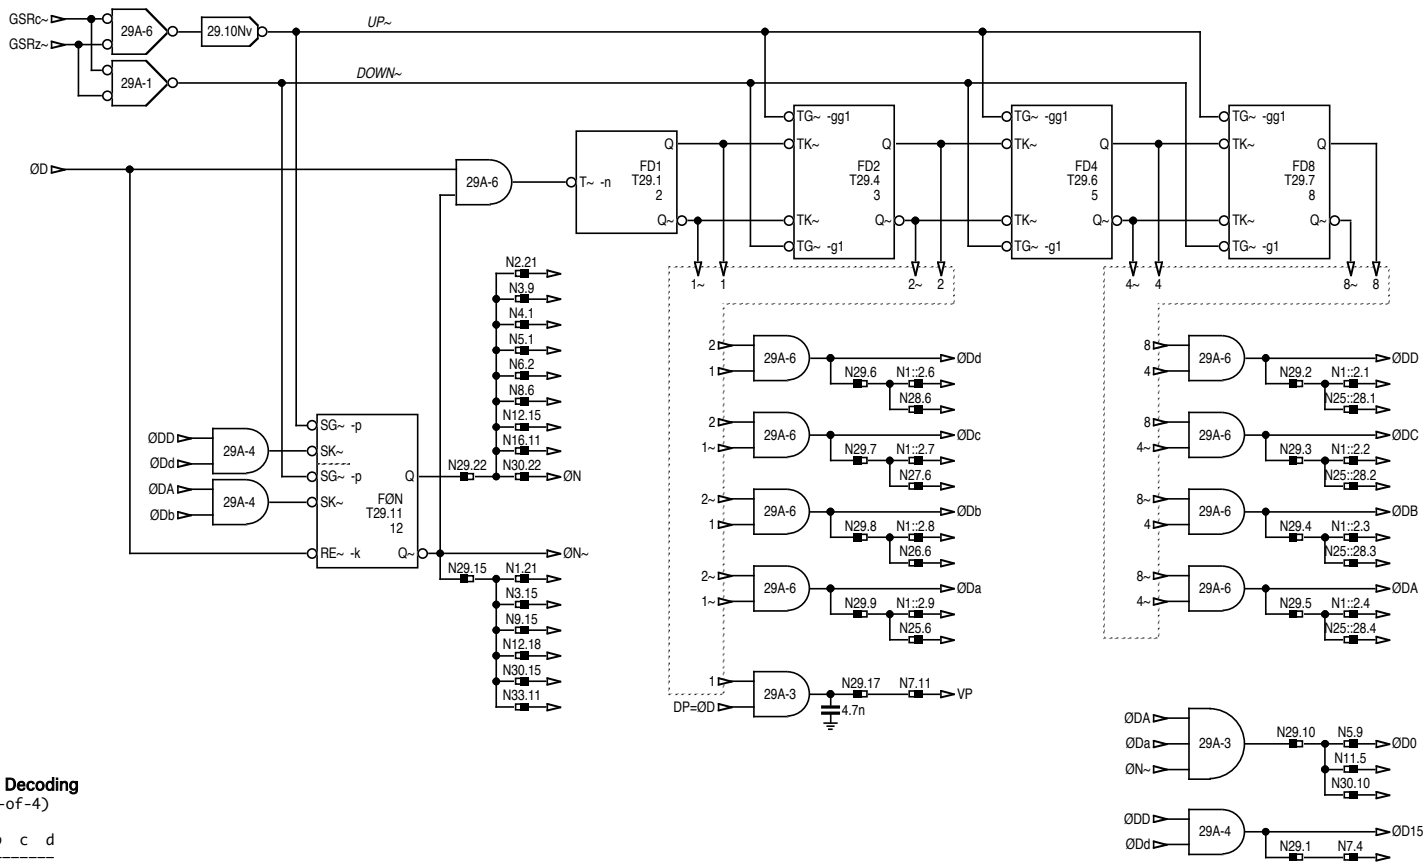 GSRc~
GSRz~
29A-6
29.10Nv
UP~
29A-1
DOWN~
ØD
29A-6
T~ -n
Q
FD1
T29.1
2
Q~
TG~ -gg1
TK~
Q
FD2
T29.4
3
TK~
Q~
TG~ -g1
TG~ -gg1
TK~
Q
FD4
T29.6
5
TK~
Q~
TG~ -g1
TG~ -gg1
TK~
Q
FD8
T29.7
8
TK~
Q~
TG~ -g1
1~ 1 2~ 2 4~ 4 8~ 8
N2.21
N3.9
N4.1
N5.1
N6.2
N8.6
N12.15
N16.11
N29.22 N30.22 ØN
ØDD
ØDd
29A-4
ØDA
ØDb
29A-4
SG~ -p
SK~
SG~ -p
SK~
RE~ -k
Q
FØN
T29.11
12
Q~
ØN~
N29.15 N1.21
N3.15
N9.15
N12.18
N30.15
N33.11
2
1
29A-6
ØDd
N29.6 N1::2.6
N28.6
2
1~
29A-6
ØDc
N29.7 N1::2.7
N27.6
2~
1
29A-6
ØDb
N29.8 N1::2.8
N26.6
2~
1~
29A-6
ØDa
N29.9 N1::2.9
N25.6
1
DP=ØD
29A-3
N29.17 N7.11 VP
4.7n
8
4
29A-6
ØDD
N29.2 N1::2.1
N25::28.1
8
4~
29A-6
ØDC
N29.3 N1::2.2
N25::28.2
8~
4
29A-6
ØDB
N29.4 N1::2.3
N25::28.3
8~
4~
29A-6
ØDA
N29.5 N1::2.4
N25::28.4
ØDA
ØDa
ØN~
29A-3
N29.10 N5.9 ØD0
N11.5
N30.10
ØDD
ØDd
29A-4
ØD15
N29.1 N7.4
Decoding
-of-4)
c d